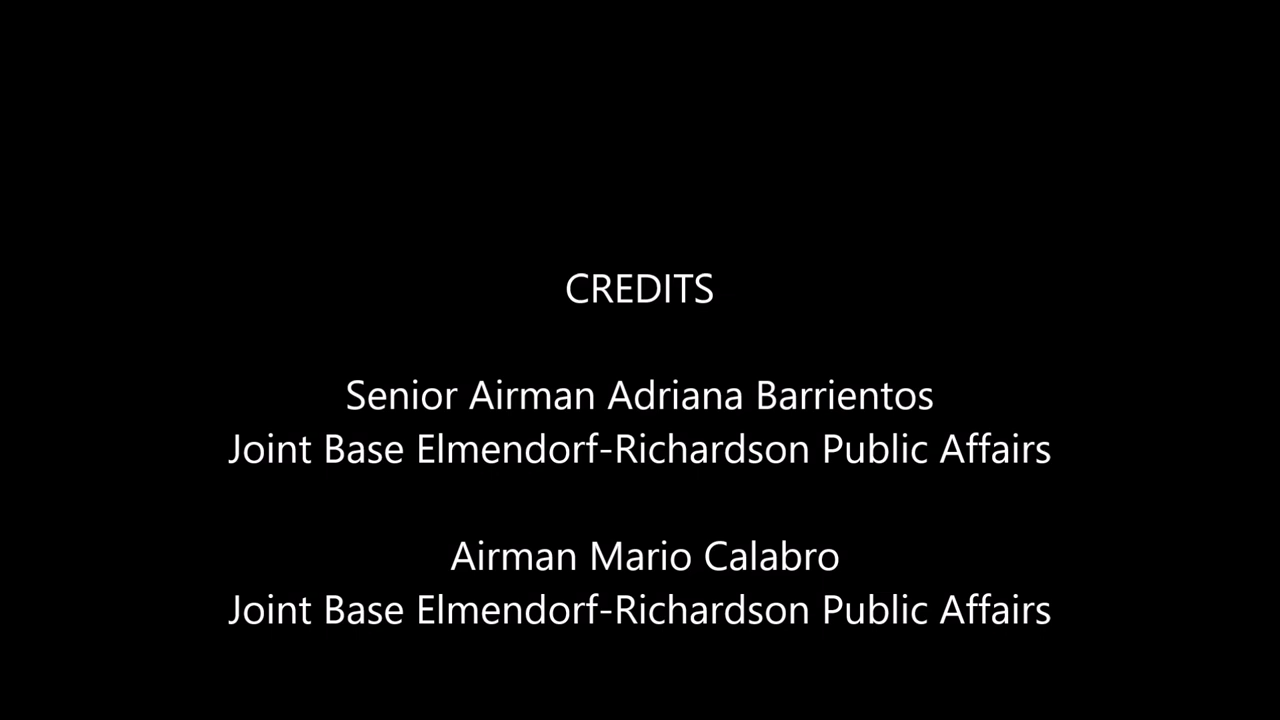 CREDITS
Senior Airman Adriana Barrientos
Joint Base Elmendorf-Richardson Public Affairs
Airman Mario Calabro
Joint Base Elmendorf-Richardson Public Affairs